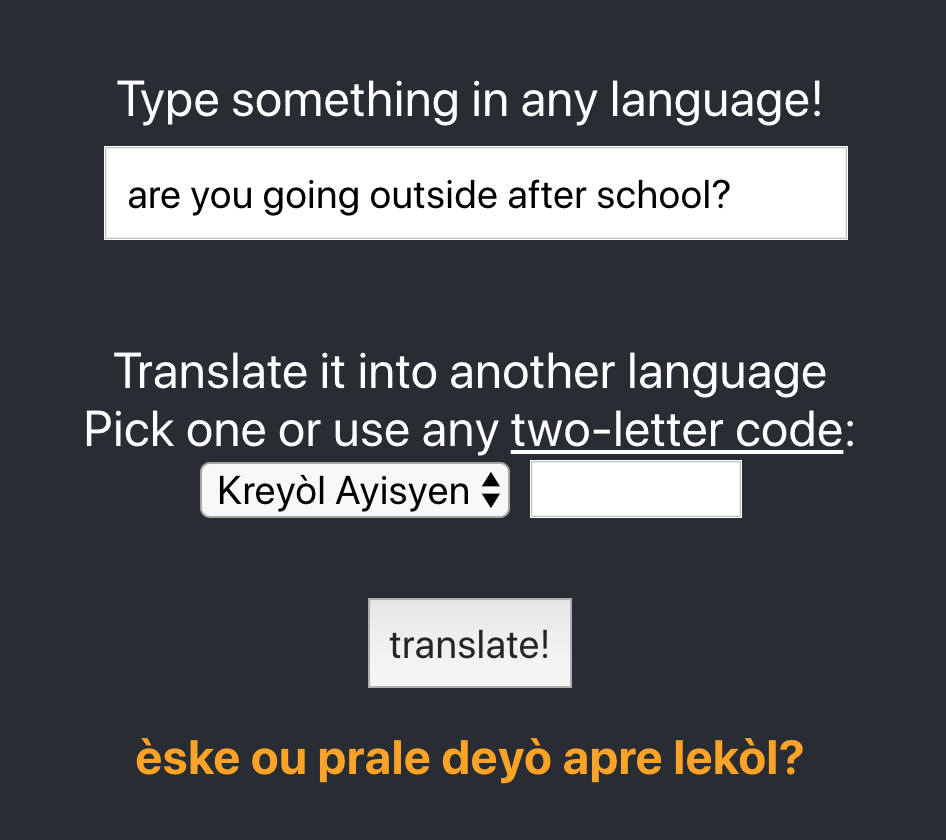 Type something in any language!
are you going outside after school?
Translate it into another language
Pick one or use any two-letter code:
Kreyòl Ayisyen
translate!
èske ou prale deyò apre lekòl?